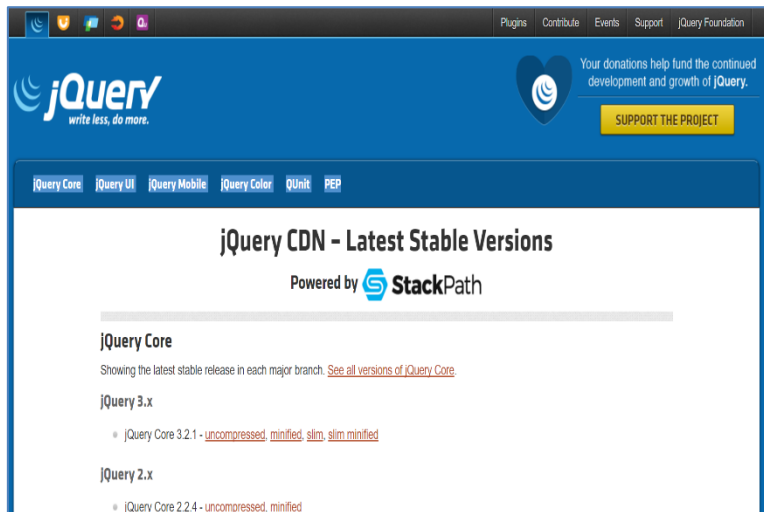 Plugins Contribute Events Support jQuery Foundation
jQuery
write less, do more.
Your donations help fund the continued
development and growth of jQuery.
SUPPORT THE PROJECT
jQuery Core jQuery UI jQuery Mobile jQuery Color QUnit PEP
jQuery CDN – Latest Stable Versions
Powered by StackPath
jQuery Core
Showing the latest stable release in each major branch. See all versions of jQuery Core.
jQuery 3.x
jQuery Core 3.2.1 - uncompressed, minified, slim, slim minified
jQuery 2.x
jQuery Core 2.2.4 - uncompressed, minified